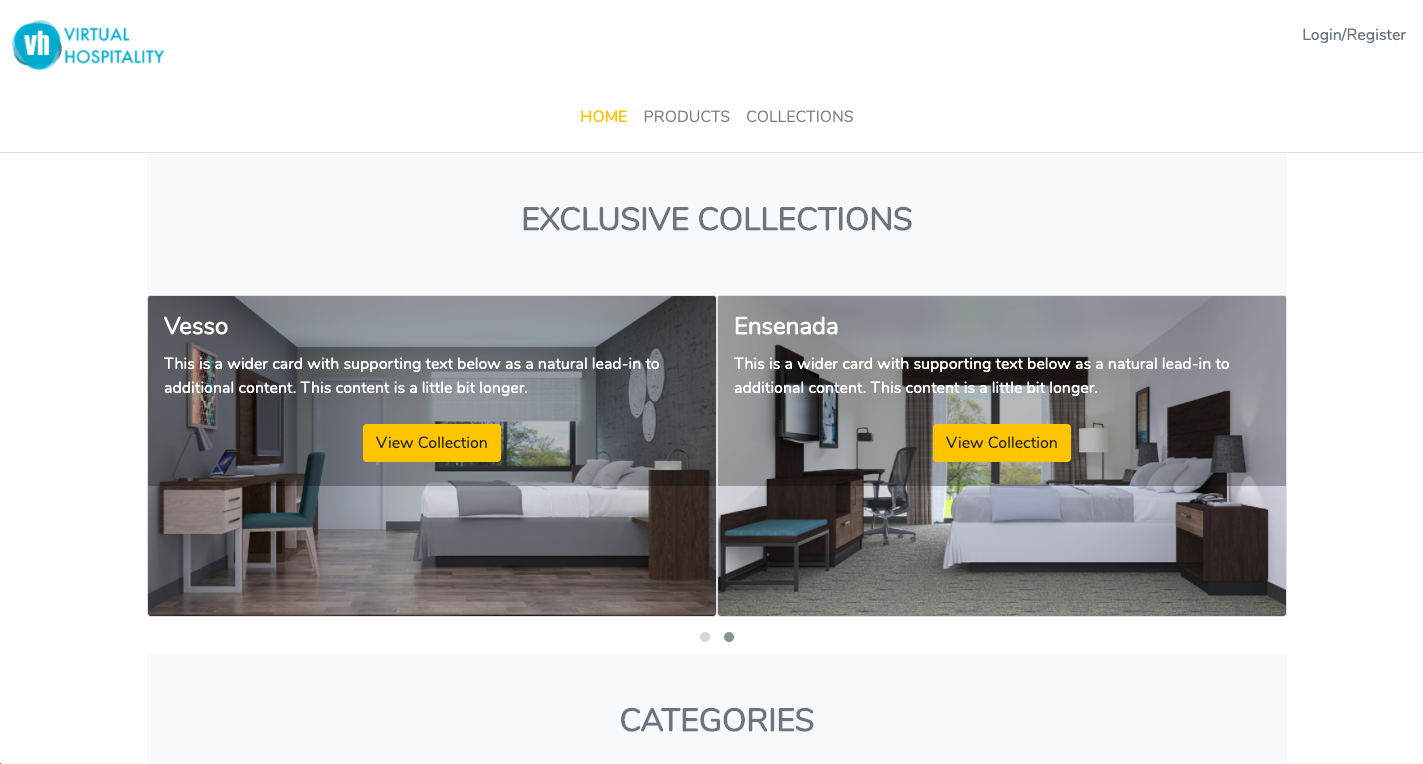 vh VIRTUAL
HOSPITALITY
Login/Register
HOME PRODUCTS COLLECTIONS
EXCLUSIVE COLLECTIONS
Vesso
This is a wider card with supporting text below as a natural lead-in to
additional content. This content is a little bit longer.
View Collection
Ensenada
This is a wider card with supporting text below as a natural lead-in to
additional content. This content is a little bit longer.
View Collection
CATEGORIES